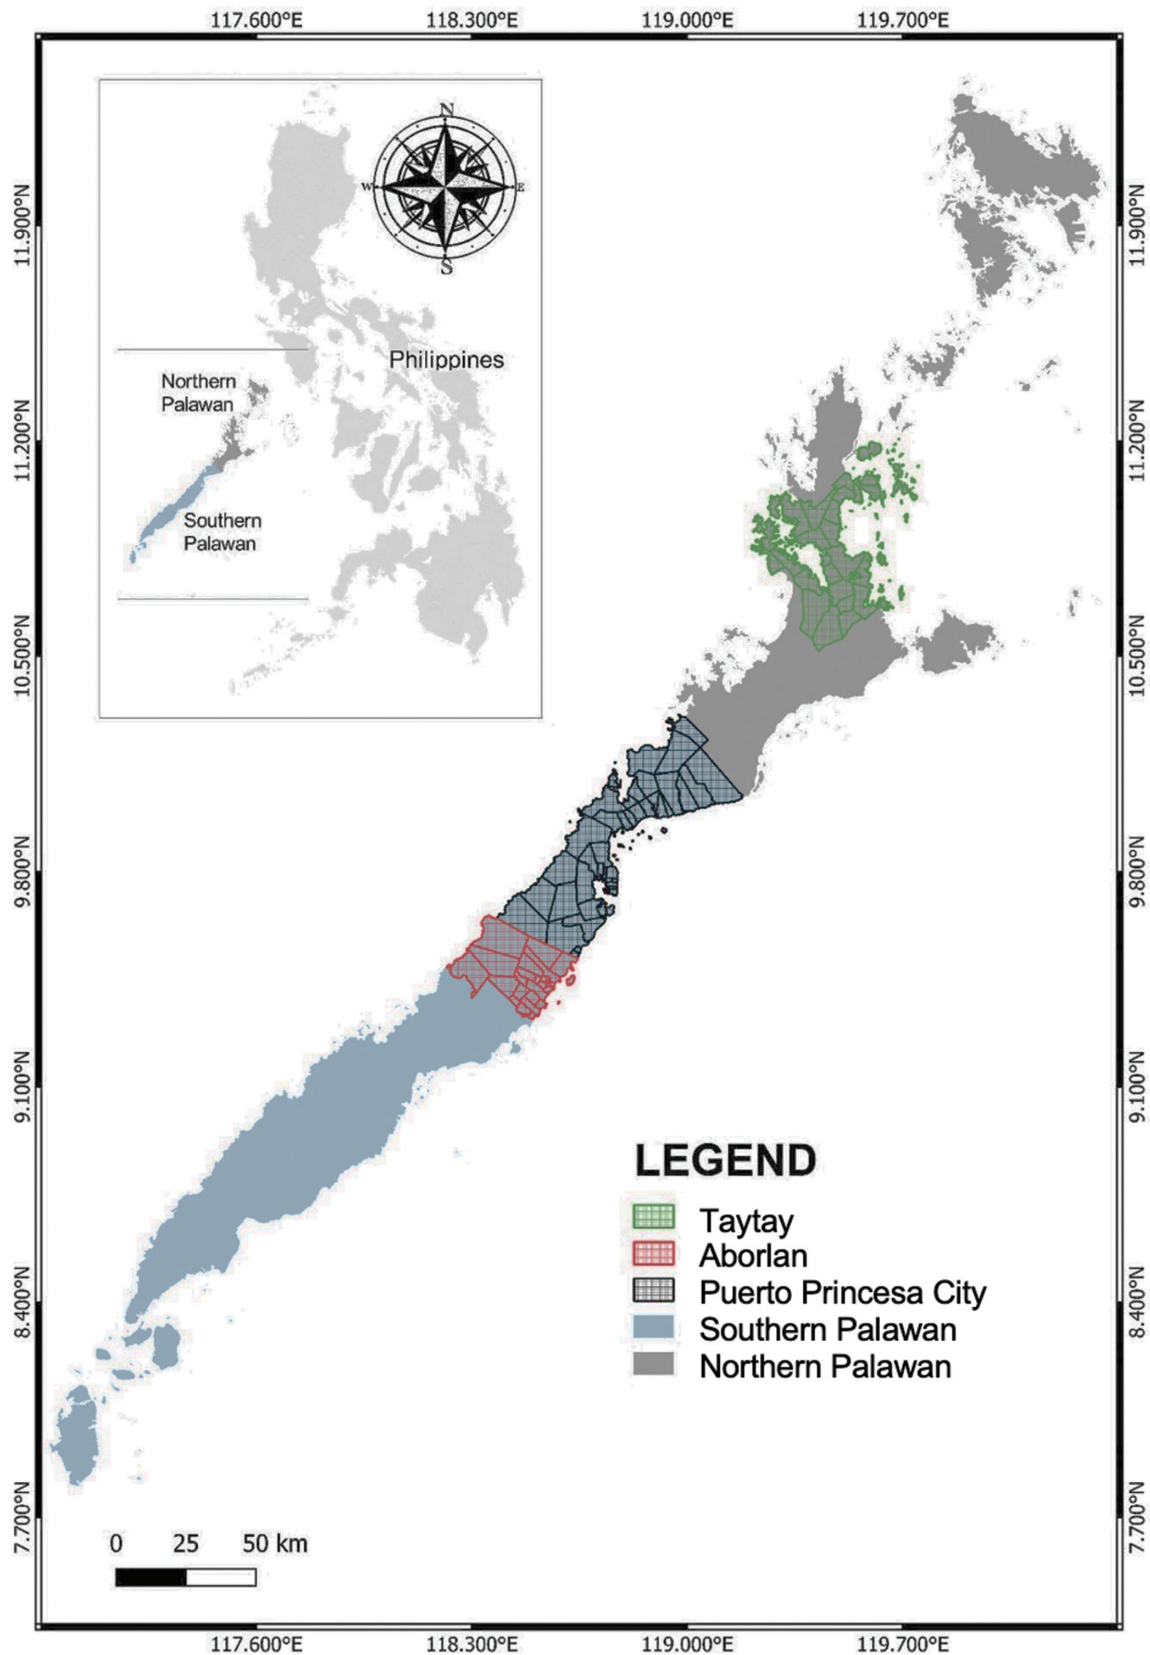 117.600°E 118.300°E 119.000°E 119.700°E
N
W E
S
11.900°N 11.900°N
Philippines
Northern
Palawan
11.200°N 11.200°N
Southern
Palawan
10.500°N 10.500°N
9.800°N 9.800°N
9.100°N 9.100°N
LEGEND
Taytay
Aborlan
Puerto Princesa City
8.400°N 8.400°N
Southern Palawan
Northern Palawan
7.700°N 7.700°N
0 25 50 km
117.600°E 118.300°E 119.000°E 119.700°E